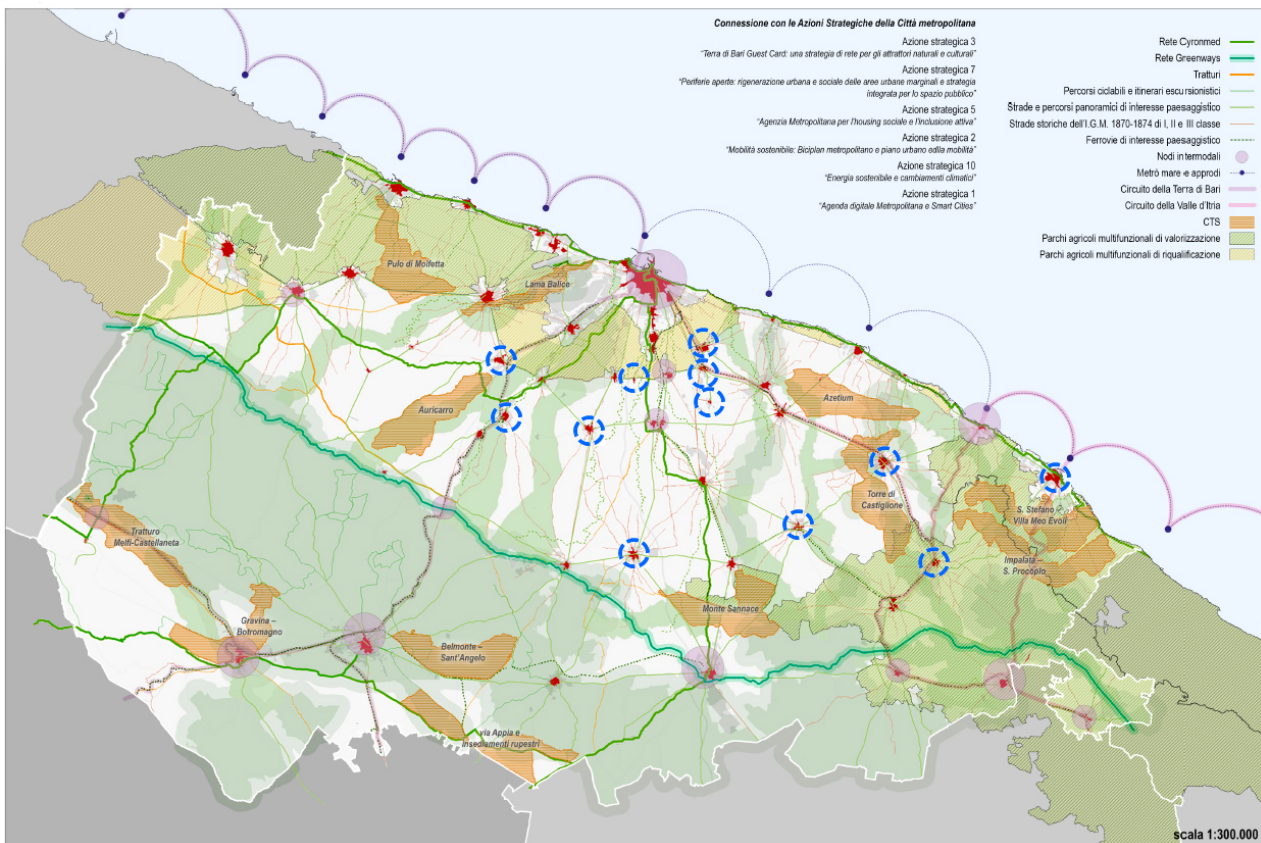 Connessione con le Azioni Strategiche della Città metropolitana
Azione strategica 3
"Terra di Bari Guest Card: una strategia di rete per gli attrattori naturali e culturali"
Azione strategica 7
"Periferie aperte: rigenerazione urbana e sociale delle aree urbane marginali e strategia
integrata per lo spazio pubblico"
Azione strategica 5
"Agenzia Metropolitana per l'housing sociale e l'inclusione attiva"
Azione strategica 2
"Mobilità sostenibile: Biciplan metropolitano e piano urbano edlla mobilità"
Azione strategica 10
"Energia sostenibile e cambiamenti climatici"
Azione strategica 1
"Agenda digitale Metropolitana e Smart Cities"
Rete Cyronmed
Rete Greenways
Tratturi
Percorsi ciclabili e itinerari escursionistici
Strade e percorsi panoramici di interesse paesaggistico
Strade storiche dell'I.G.M. 1870-1874 di I, II e III classe
Ferrovie di interesse paesaggistico
Nodi intermodali
Metrò mare e approdi
Circuito della Terra di Bari
Circuito della Valle d'Itria
CTS
Parchi agricoli multifunzionali di valorizzazione
Parchi agricoli multifunzionali di riqualificazione
Pulo di Molfetta
Lama Balice
Auricarro
Azetium
Torre di
Castiglione
S. Stefano
Villa Meo Evoli
Tratturo
Melfi-Castellaneta
Impalata –
S. Procopio
Monte Sannace
Gravina –
Botromagno
Belmonte –
Sant'Angelo
via Appia e
insediamenti rupestri
scala 1:300.000